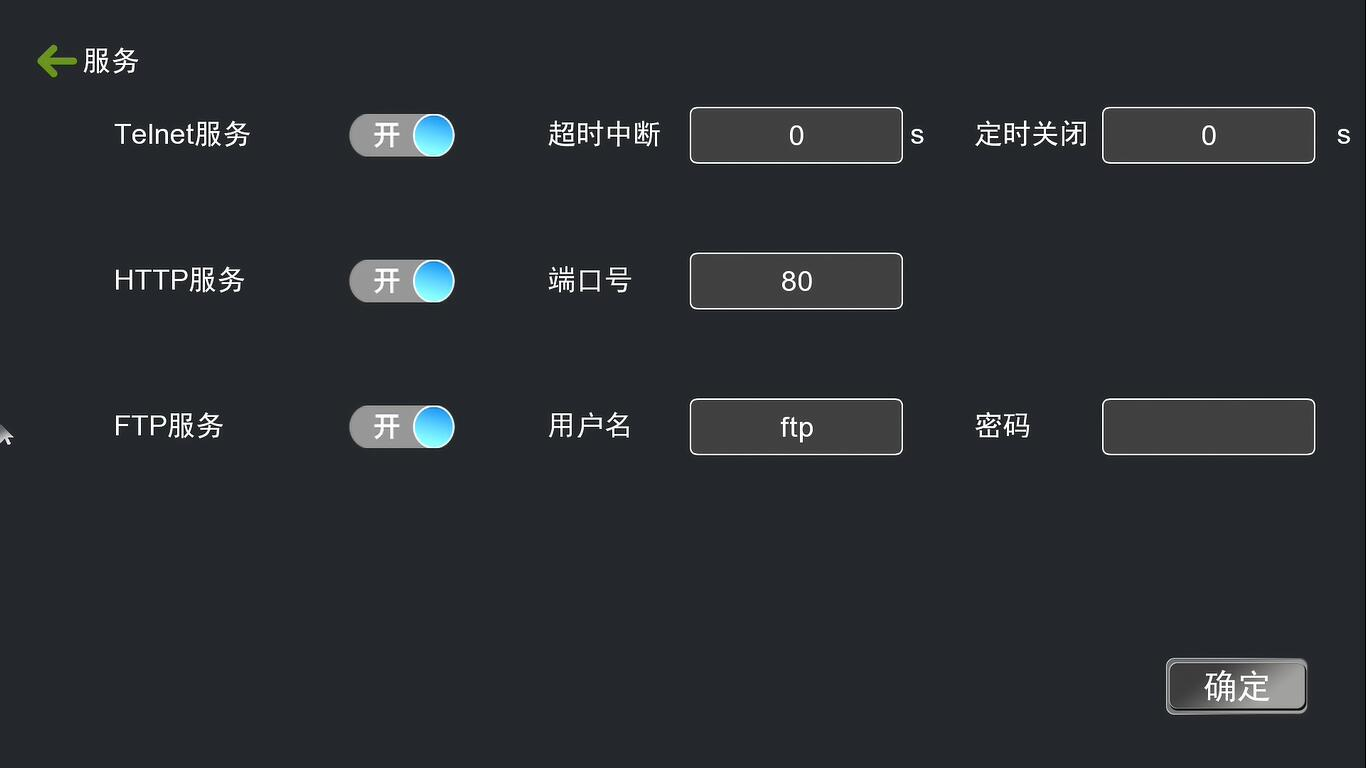 服务
Telnet服务 开 超时中断 0 s 定时关闭 0 s
HTTP服务 开 端口号 80
FTP服务 开 用户名 ftp 密码
确定